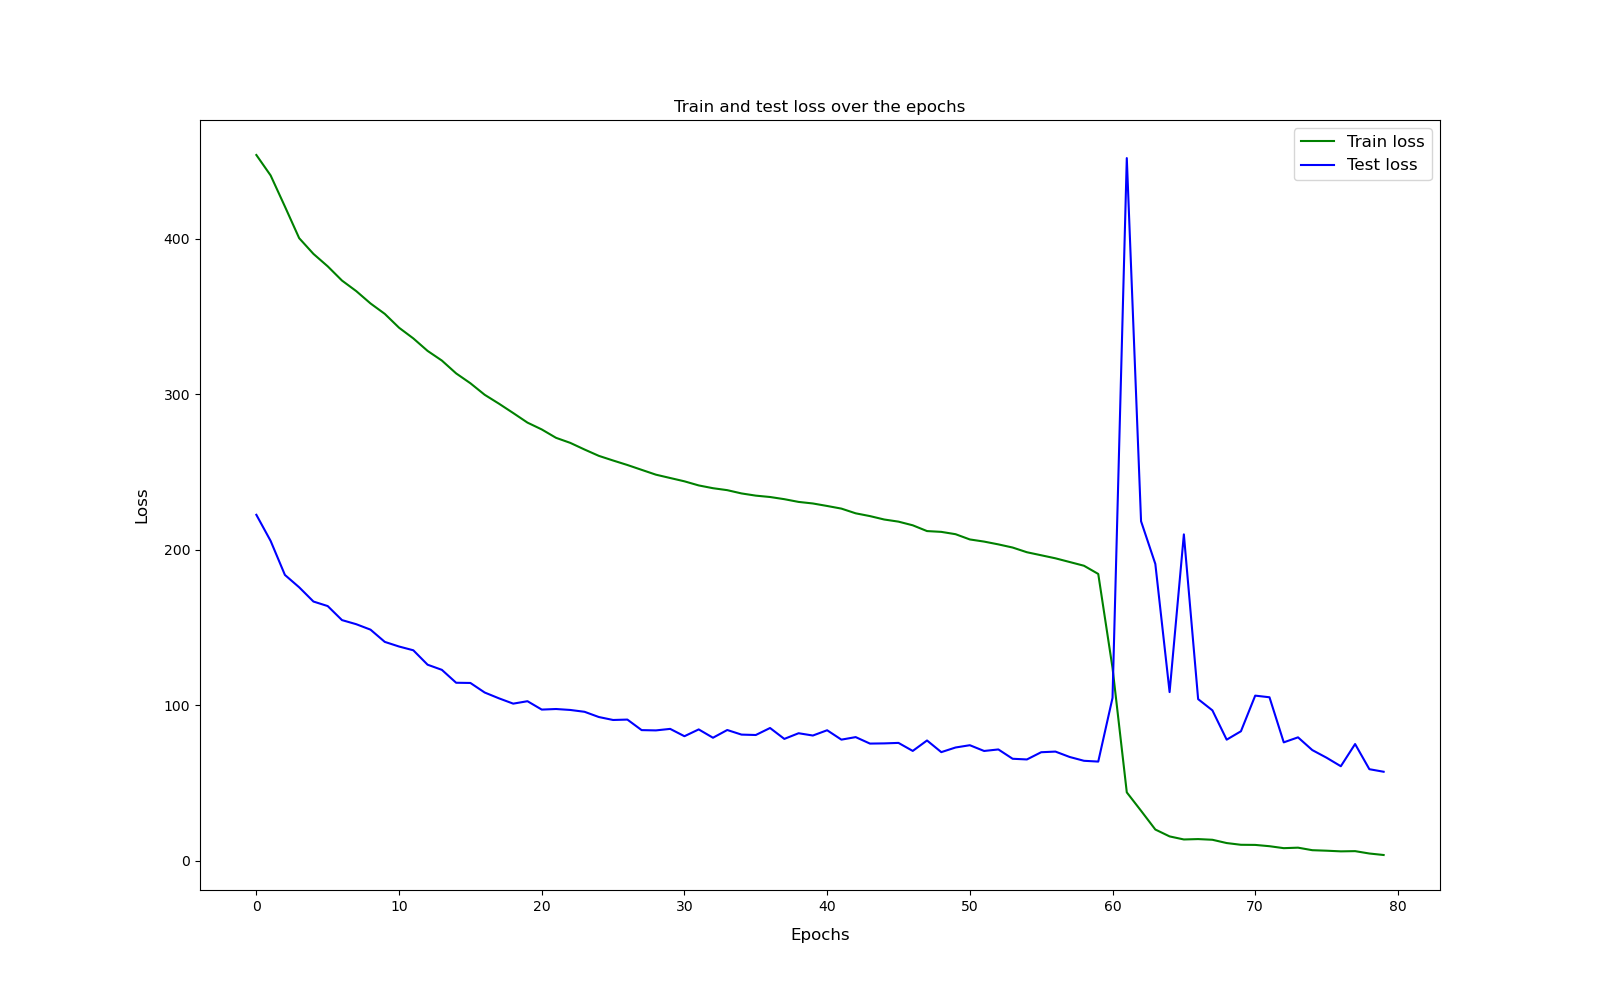 Train and test loss over the epochs
Train loss
Test loss
Loss
400
300
200
100
0
0 10 20 30 40 50 60 70 80
Epochs